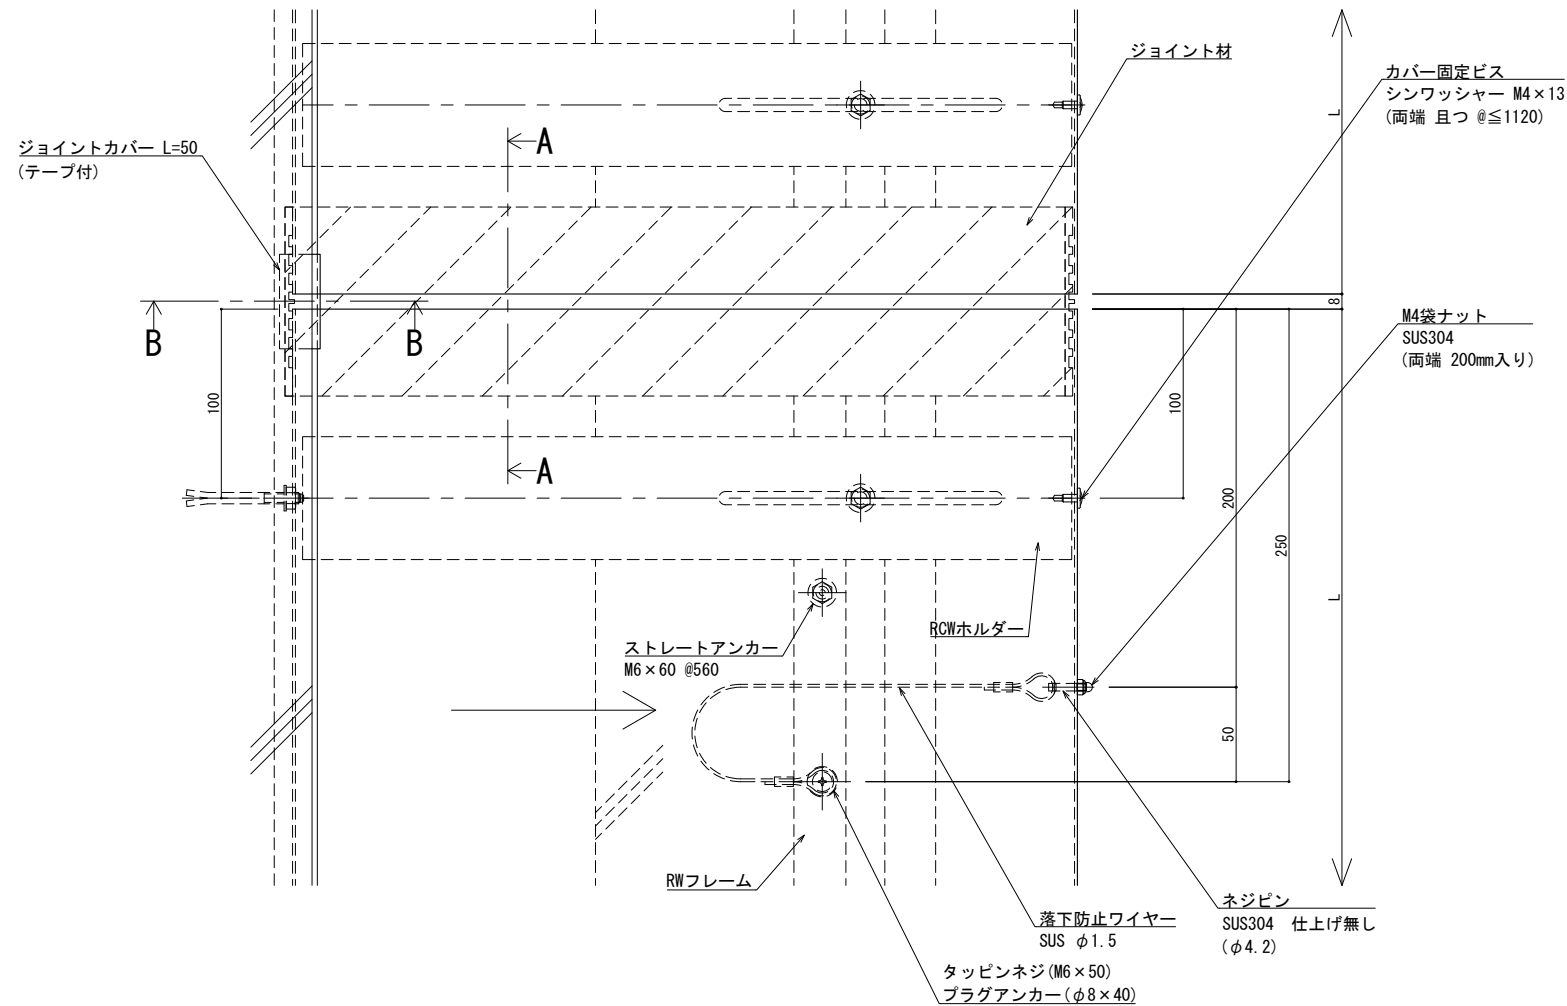 ジョイント材
カバー固定ビス
シンワッシャー M4×13
(両端 且つ @≦1120)
L
ジョイントカバー L=50
(テープ付)
A
B
B
8
M4袋ナット
SUS304
(両端 200mm入り)
100
100
A
200
250
RCWホルダー
ストレートアンカー
M6×60 @560
L
50
RWフレーム
落下防止ワイヤー
SUS φ1.5
ネジピン
SUS304 仕上げ無し
(φ4.2)
タッピンネジ(M6×50)
プラグアンカー(φ8×40)